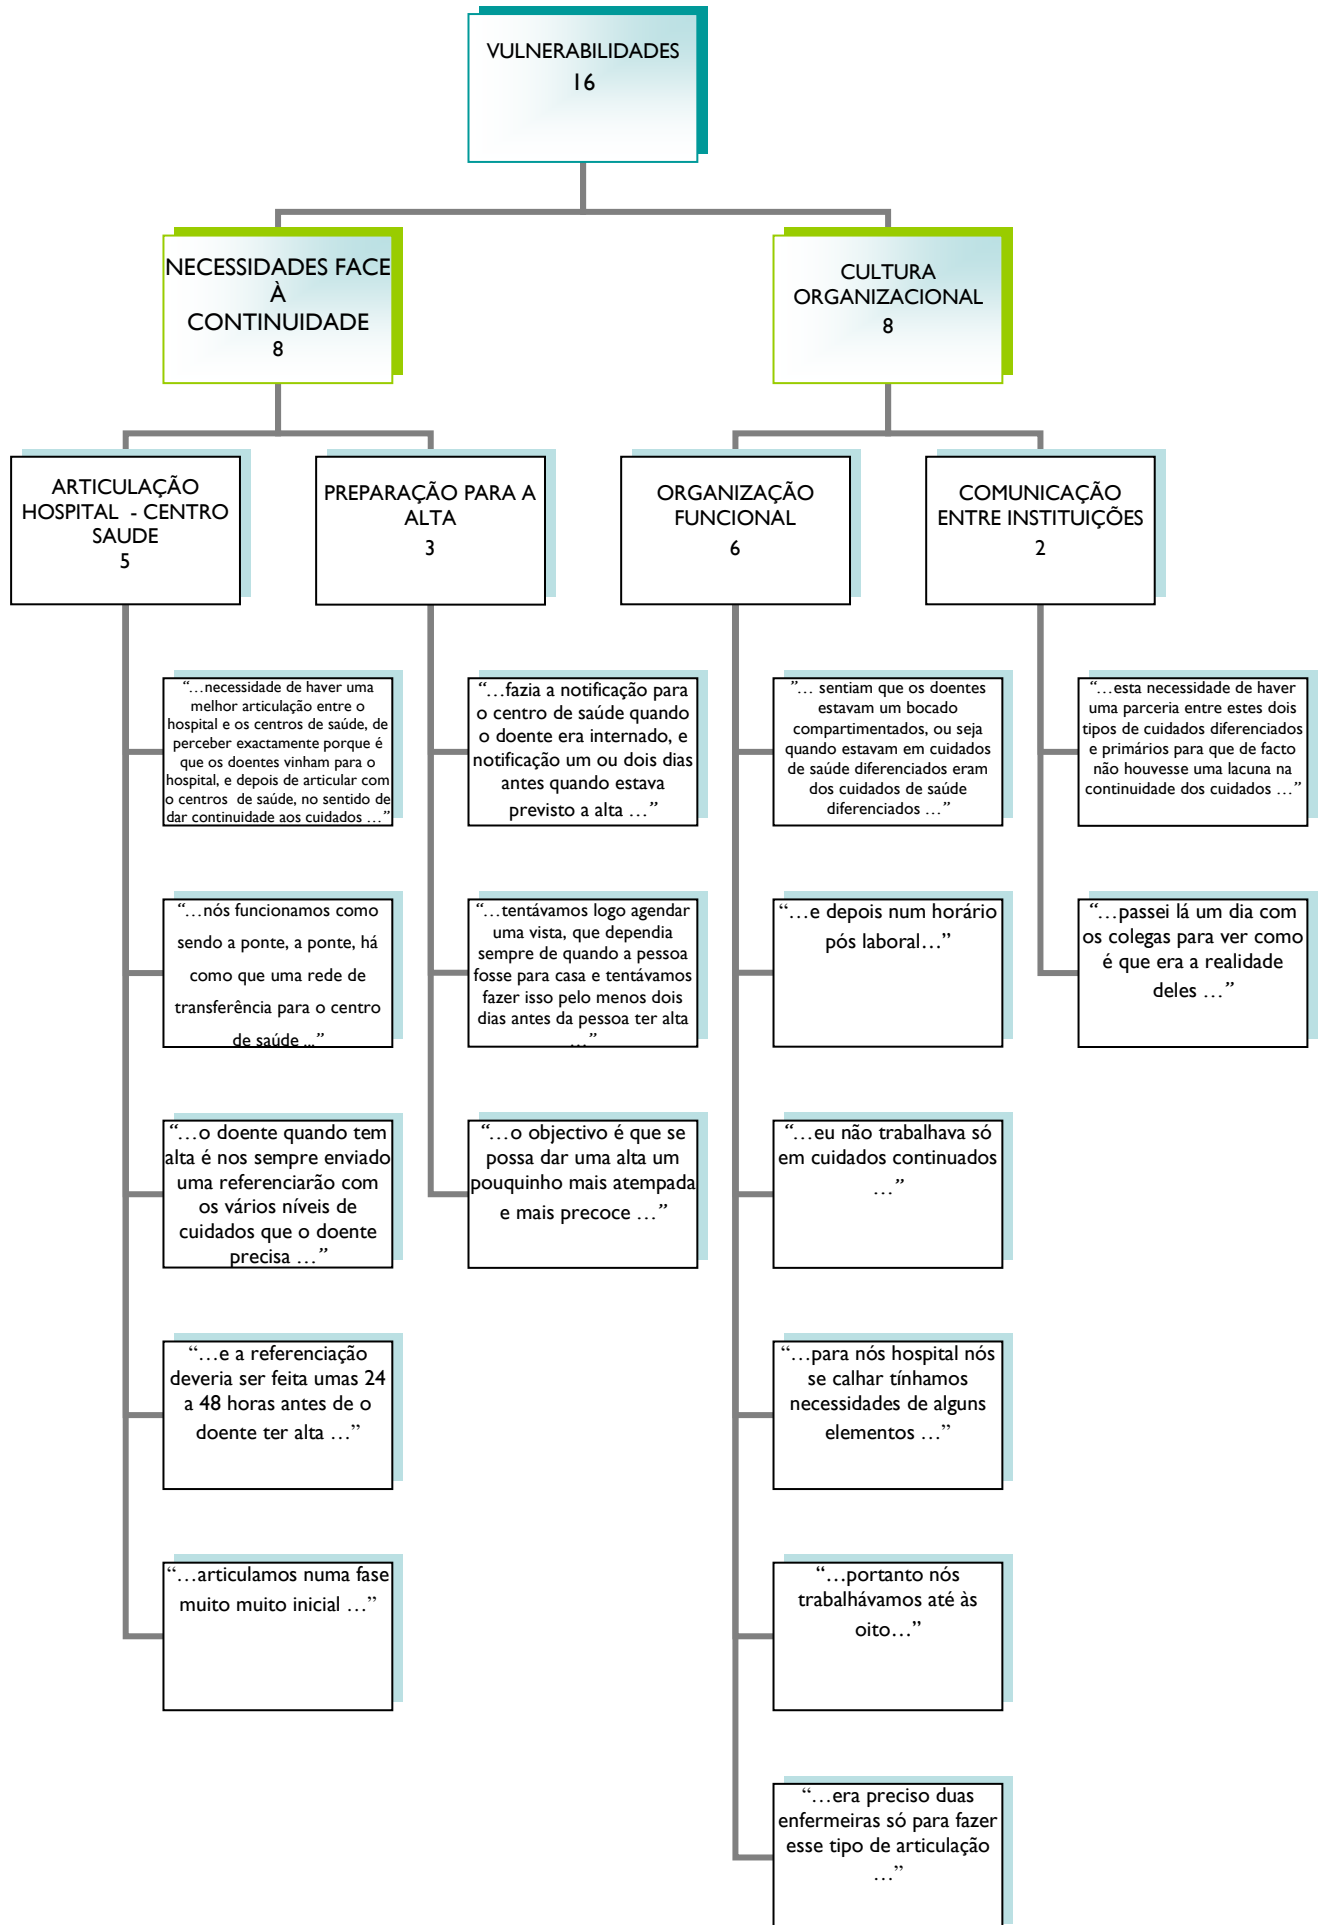 VULNERABILIDADES
16
NECESSIDADES FACE
À
CONTINUIDADE
8
CULTURA
ORGANIZACIONAL
8
ARTICULAÇÃO
HOSPITAL - CENTRO
SAUDE
5
PREPARAÇÃO PARA A
ALTA
3
ORGANIZAÇÃO
FUNCIONAL
6
COMUNICAÇÃO
ENTRE INSTITUIÇÕES
2
“…necessidade de haver uma
melhor articulação entre o
hospital e os centros de saúde, de
perceber exactamente porque é
que os doentes vinham para o
hospital, e depois de articular com
o centros de saúde, no sentido de
dar continuidade aos cuidados …”
“…nós funcionamos como
sendo a ponte, a ponte, há
como que uma rede de
transferência para o centro
de saúde ...”
“…o doente quando tem
alta é nos sempre enviado
uma referenciarão com
os vários níveis de
cuidados que o doente
precisa …”
“…e a referenciação
deveria ser feita umas 24
a 48 horas antes de o
doente ter alta …”
“…articulamos numa fase
muito muito inicial …”
“…fazia a notificação para
o centro de saúde quando
o doente era internado, e
notificação um ou dois dias
antes quando estava
previsto a alta …”
“…tentávamos logo agendar
uma vista, que dependia
sempre de quando a pessoa
fosse para casa e tentávamos
fazer isso pelo menos dois
dias antes da pessoa ter alta
…”
“…o objectivo é que se
possa dar uma alta um
pouquinho mais atempada
e mais precoce …”
“… sentiam que os doentes
estavam um bocado
compartimentados, ou seja
quando estavam em cuidados
de saúde diferenciados eram
dos cuidados de saúde
diferenciados …”
“…e depois num horário
pós laboral…”
“…eu não trabalhava só
em cuidados continuados
…”
“…para nós hospital nós
se calhar tínhamos
necessidades de alguns
elementos …”
“…portanto nós
trabalhávamos até às
oito…”
“…era preciso duas
enfermeiras só para fazer
esse tipo de articulação
…”
“…esta necessidade de haver
uma parceria entre estes dois
tipos de cuidados diferenciados
e primários para que de facto
não houvesse uma lacuna na
continuidade dos cuidados …”
“…passei lá um dia com
os colegas para ver como
é que era a realidade
deles …”